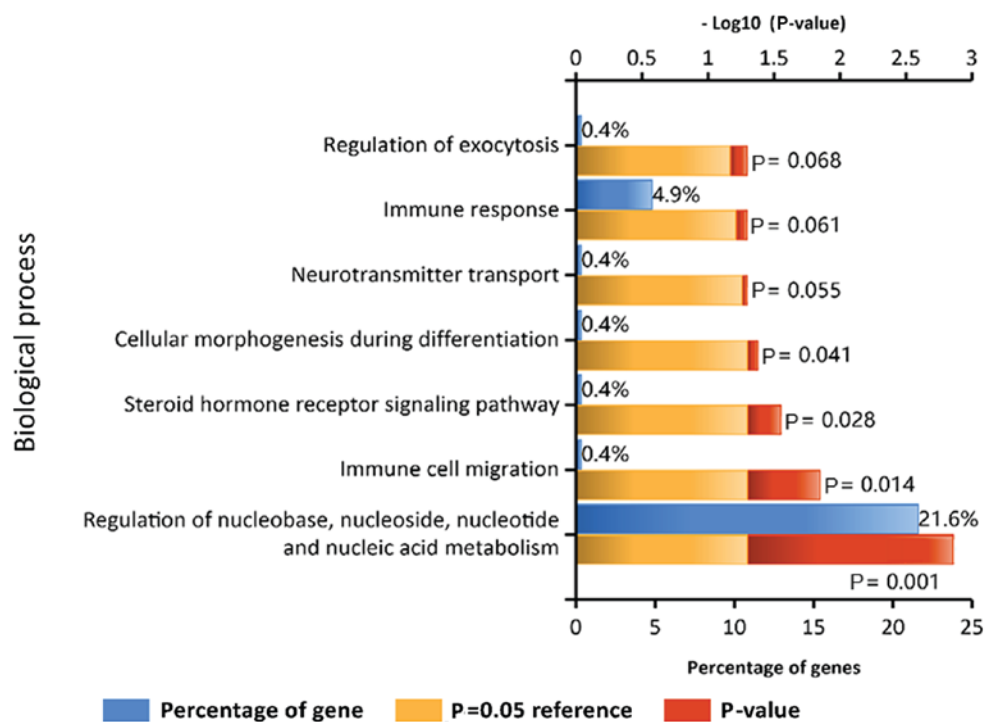 - Log10 (P-value)
0 0.5 1 1.5 2 2.5 3
Biological process
Regulation of exocytosis
0.4%
P= 0.068
Immune response
4.9%
P= 0.061
Neurotransmitter transport
0.4%
P= 0.055
Cellular morphogenesis during differentiation
0.4%
P= 0.041
Steroid hormone receptor signaling pathway
0.4%
P= 0.028
Immune cell migration
0.4%
P= 0.014
Regulation of nucleobase, nucleoside, nucleotide
and nucleic acid metabolism
21.6%
P= 0.001
0 5 10 15 20 25
Percentage of genes
Percentage of gene P=0.05 reference P-value